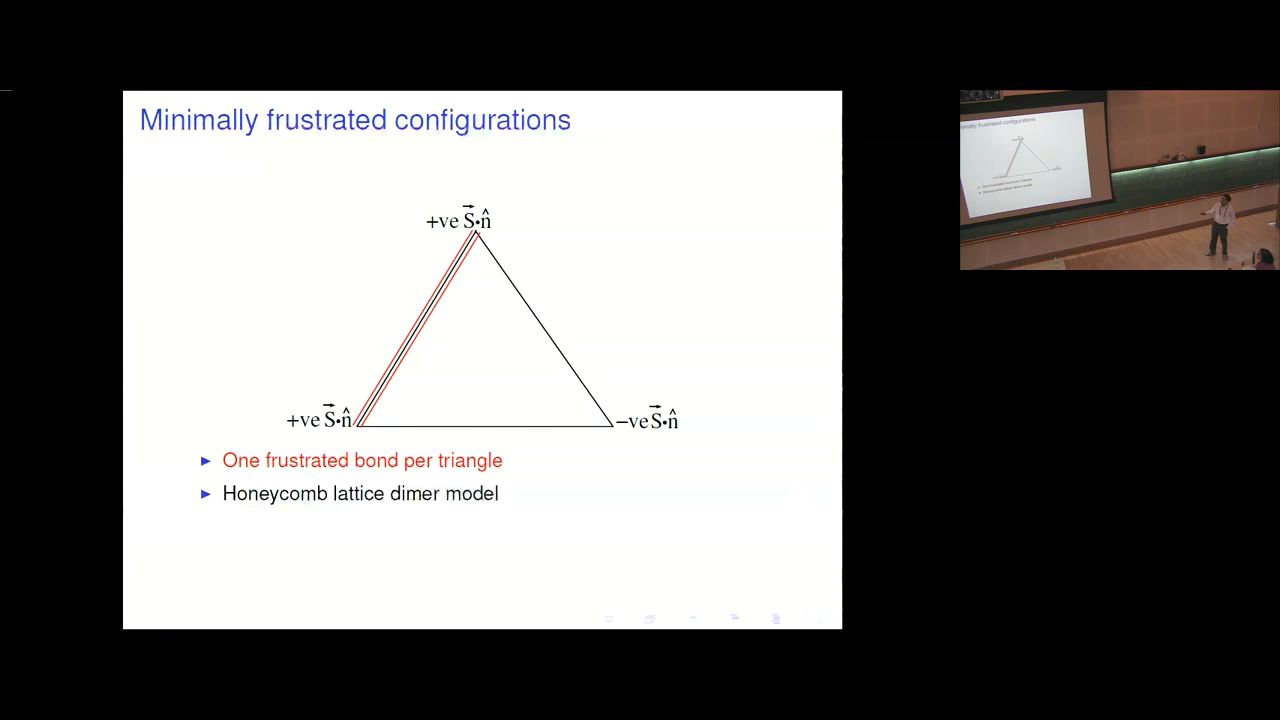 Minimally frustrated configurations
+ve S⃗·n̂
+ve S⃗·n̂
−ve S⃗·n̂
One frustrated bond per triangle
Honeycomb lattice dimer model